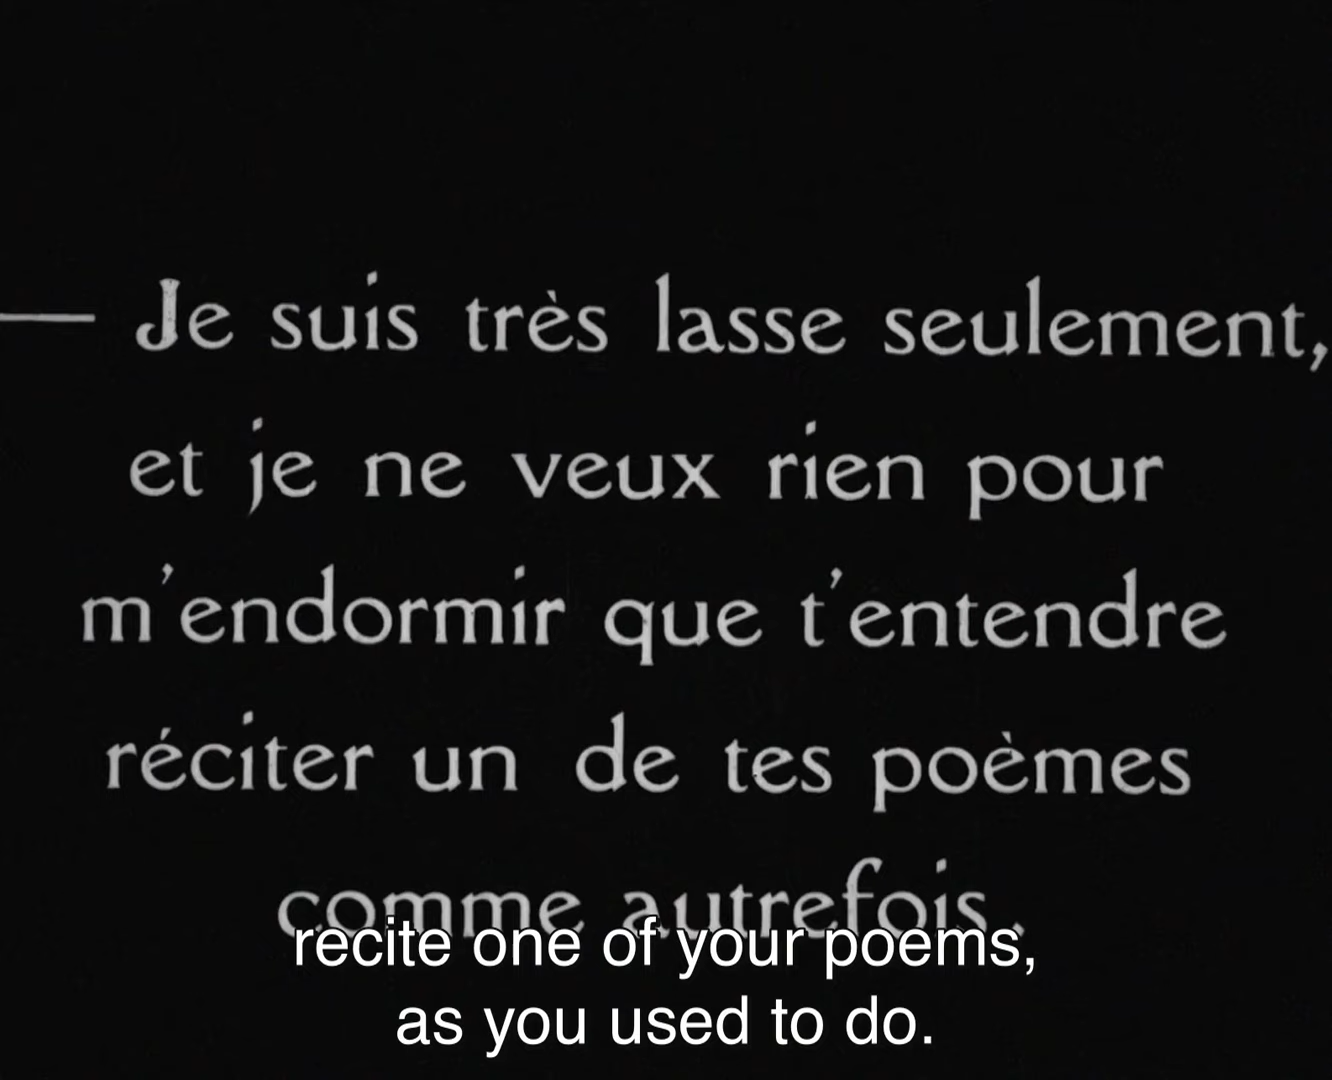 — Je suis très lasse seulement,
et je ne veux rien pour
m'endormir que t'entendre
réciter un de tes poèmes
comme autrefois.
recite one of your poems,
as you used to do.